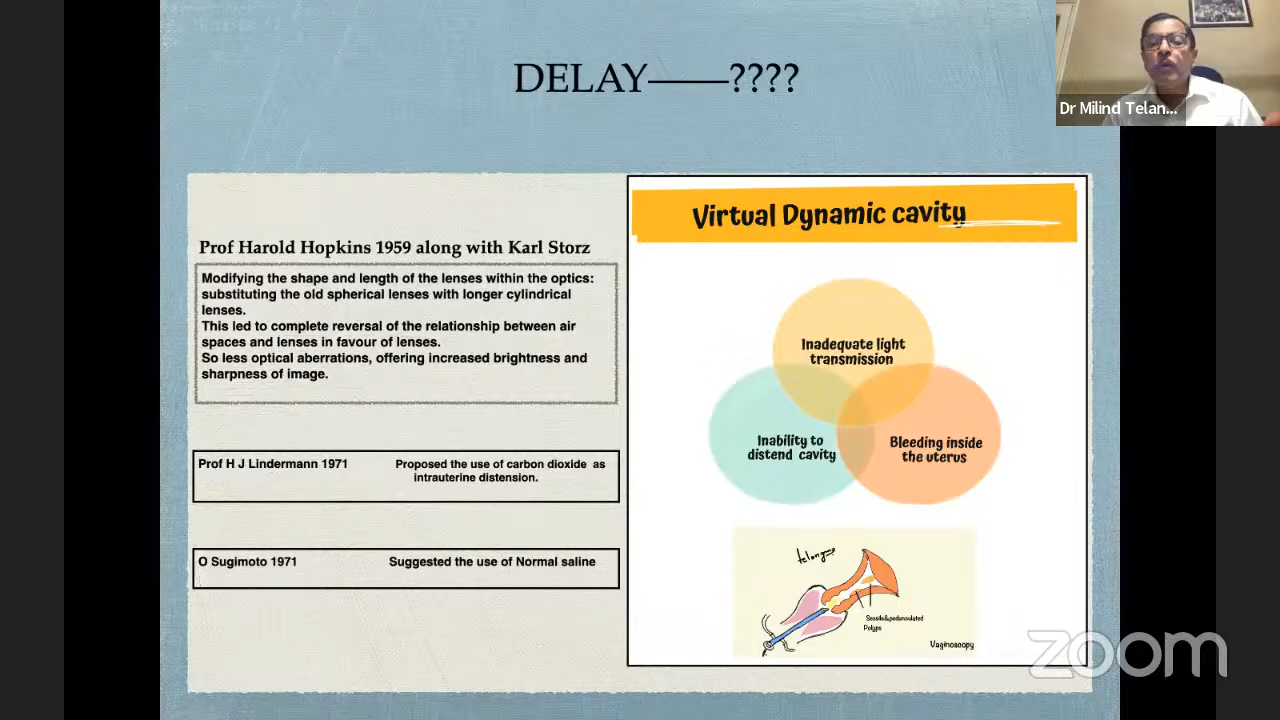 DELAY——????
Dr Milind Telan...
Prof Harold Hopkins 1959 along with Karl Storz
Modifying the shape and length of the lenses within the optics:
substituting the old spherical lenses with longer cylindrical
lenses.
This led to complete reversal of the relationship between air
spaces and lenses in favour of lenses.
So less optical aberrations, offering increased brightness and
sharpness of image.
Prof H J Lindermann 1971 Proposed the use of carbon dioxide as
intrauterine distension.
O Sugimoto 1971 Suggested the use of Normal saline
Virtual Dynamic cavity
Inadequate light
transmission
Inability to
distend cavity
Bleeding inside
the uterus
Sessile&pedunsulated
Polyps
Vaginosoopy
zoom